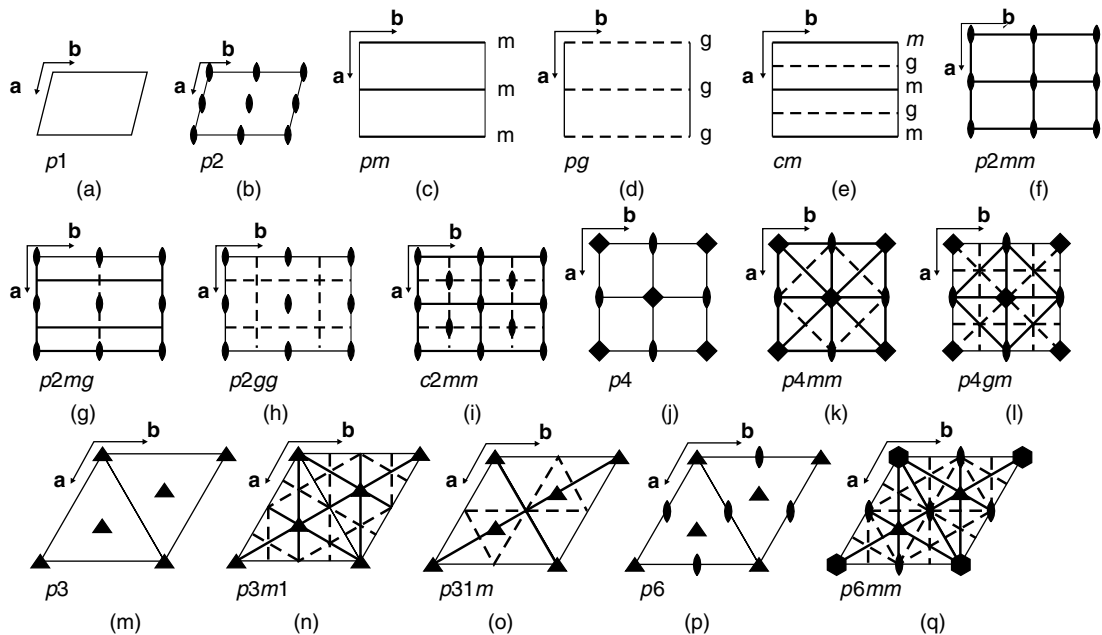 b b b b b b
a a a a a a
m g m
g
m g m
g
m g m
p1 p2 pm pg cm p2mm
(a) (b) (c) (d) (e) (f)
b b b b b b
a a a a a a
p2mg p2gg c2mm p4 p4mm p4gm
(g) (h) (i) (j) (k) (l)
b b b b b
a a a a a
p3 p3m1 p31m p6 p6mm
(m) (n) (o) (p) (q)